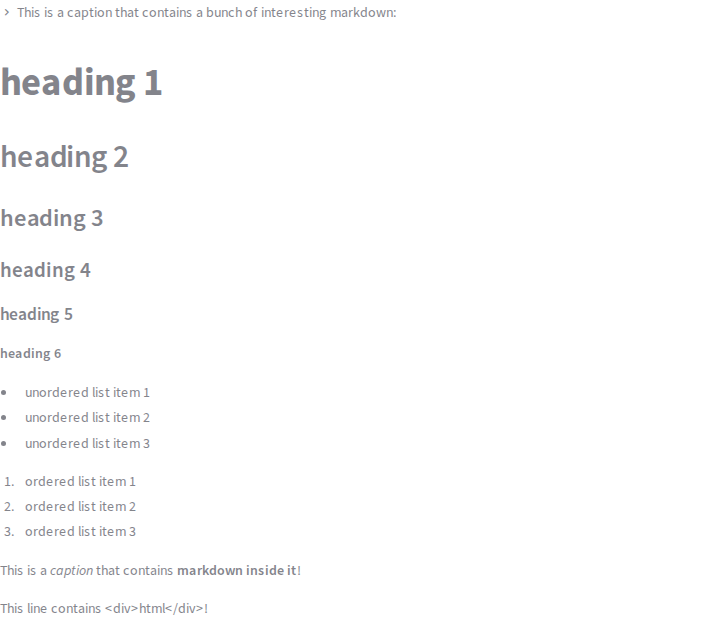 › This is a caption that contains a bunch of interesting markdown:
heading 1
heading 2
heading 3
heading 4
heading 5
heading 6
• unordered list item 1
• unordered list item 2
• unordered list item 3
1. ordered list item 1
2. ordered list item 2
3. ordered list item 3
This is a caption that contains markdown inside it!
This line contains <div>html</div>!